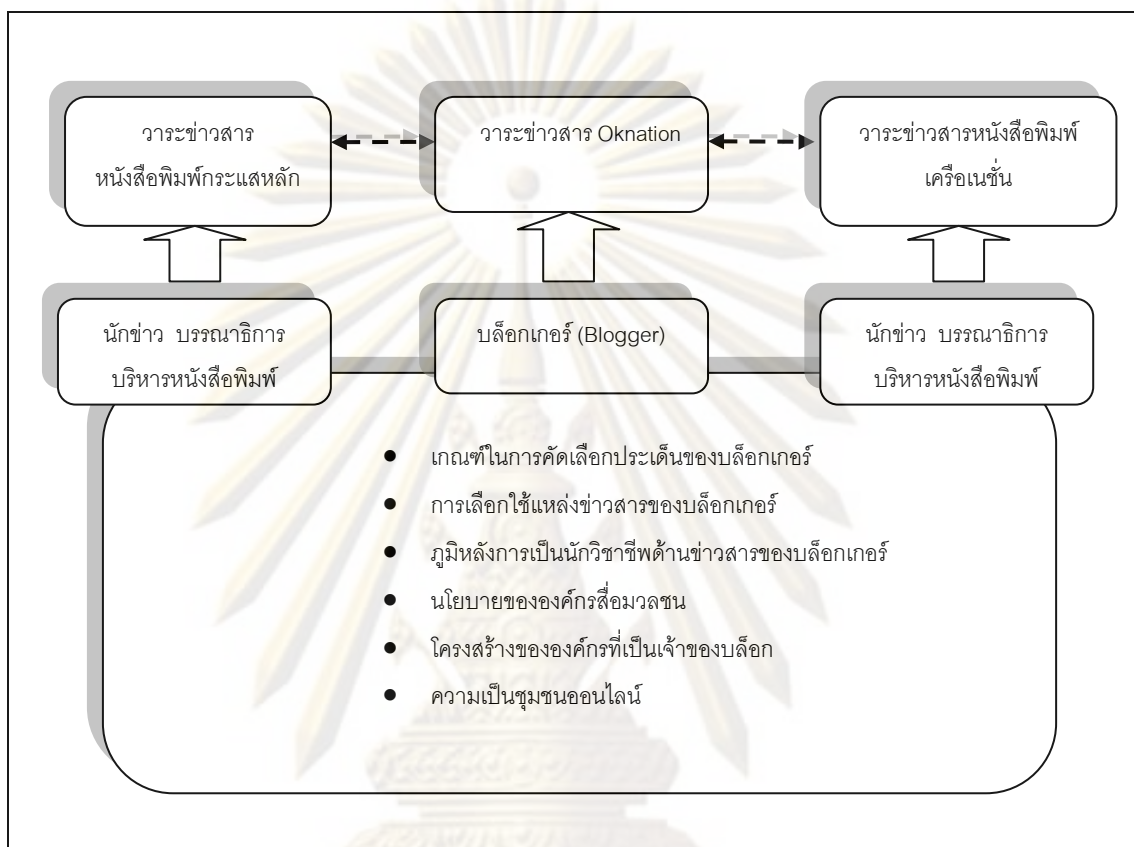 วาระข่าวสาร
หนังสือพิมพ์กระแสหลัก
วาระข่าวสาร Oknation
วาระข่าวสารหนังสือพิมพ์
เครือเนชั่น
นักข่าว บรรณาธิการ
บริหารหนังสือพิมพ์
บล็อกเกอร์ (Blogger)
นักข่าว บรรณาธิการ
บริหารหนังสือพิมพ์
● เกณฑ์ในการคัดเลือกประเด็นของบล็อกเกอร์
● การเลือกใช้แหล่งข่าวสารของบล็อกเกอร์
● ภูมิหลังการเป็นนักวิชาชีพด้านข่าวสารของบล็อกเกอร์
● นโยบายขององค์กรสื่อมวลชน
● โครงสร้างขององค์กรที่เป็นเจ้าของบล็อก
● ความเป็นชุมชนออนไลน์